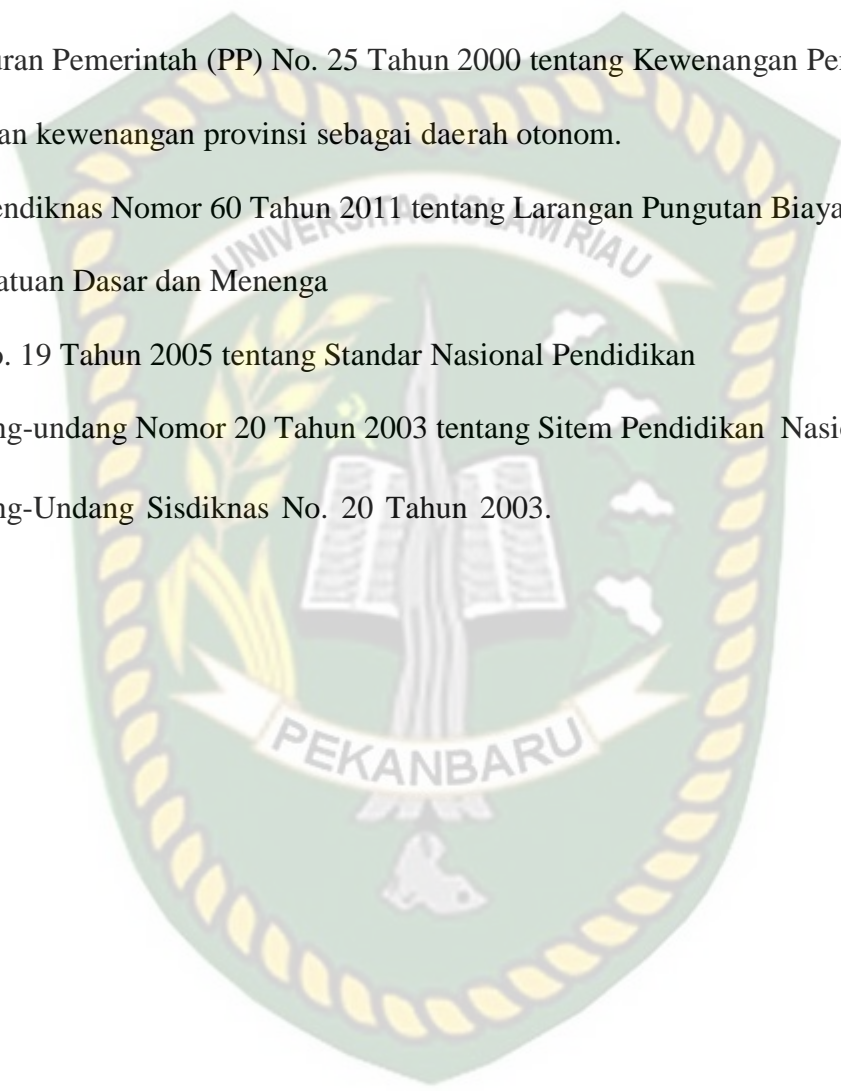 uran Pemerintah (PP) No. 25 Tahun 2000 tentang Kewenangan Pe
an kewenangan provinsi sebagai daerah otonom.
endiknas Nomor 60 Tahun 2011 tentang Larangan Pungutan Biaya
atuan Dasar dan Menenga
. 19 Tahun 2005 tentang Standar Nasional Pendidikan
ng-undang Nomor 20 Tahun 2003 tentang Sitem Pendidikan Nasi
ng-Undang Sisdiknas No. 20 Tahun 2003.
UNIVERSITAS ISLAM RIAU
PEKANBARU